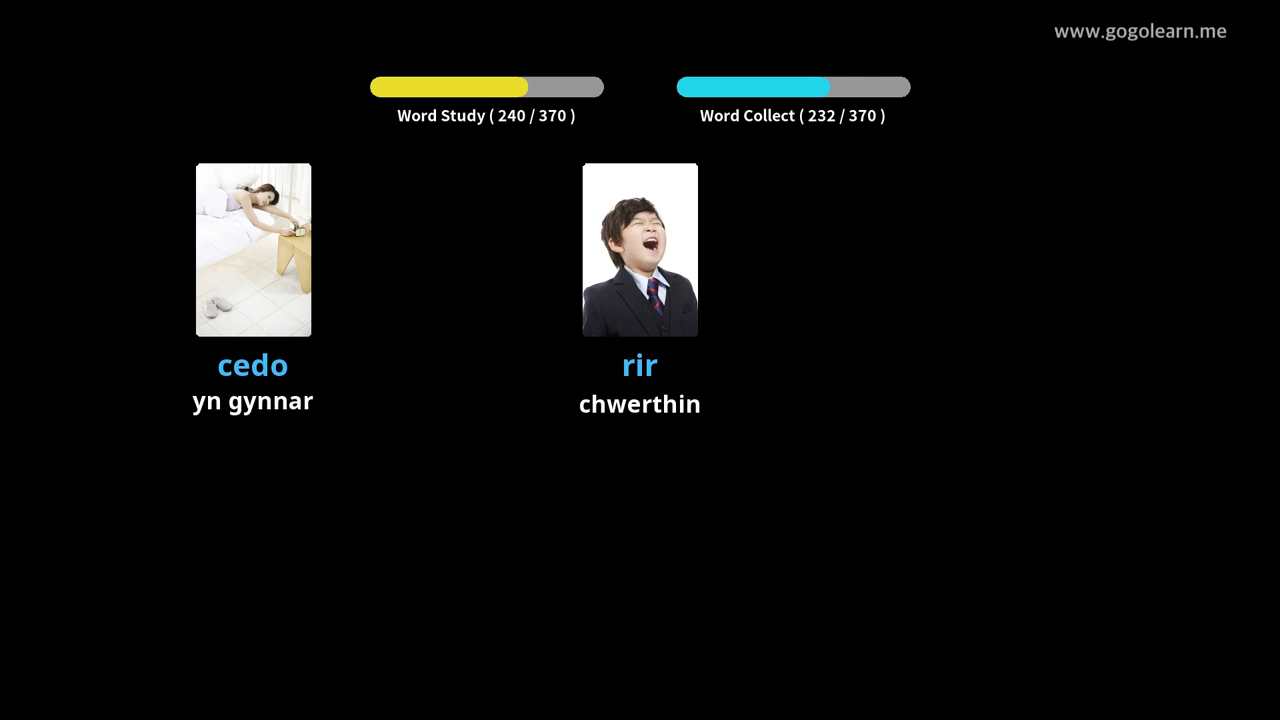 www.gogolearn.me
Word Study ( 240 / 370 )
Word Collect ( 232 / 370 )
cedo
yn gynnar
rir
chwerthin